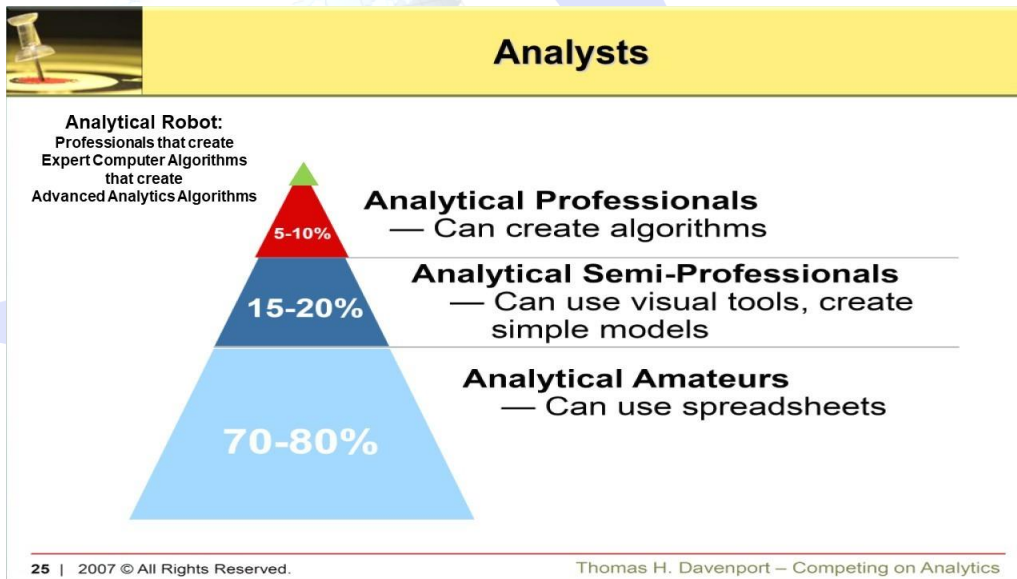 Analysts
Analytical Robot:
Professionals that create
Expert Computer Algorithms
that create
Advanced Analytics Algorithms
Analytical Professionals
— Can create algorithms
5-10%
Analytical Semi-Professionals
— Can use visual tools, create
simple models
15-20%
Analytical Amateurs
— Can use spreadsheets
70-80%
25 | 2007 © All Rights Reserved.
Thomas H. Davenport – Competing on Analytics